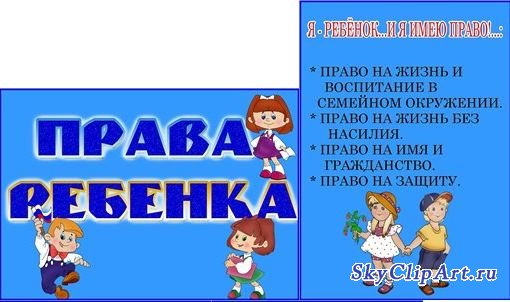 ПРАВА
РЕБЕНКА
Я - РЕБЁНОК...И Я ИМЕЮ ПРАВО!....:
* ПРАВО НА ЖИЗНЬ И
ВОСПИТАНИЕ В
СЕМЕЙНОМ ОКРУЖЕНИИ.
* ПРАВО НА ЖИЗНЬ БЕЗ
НАСИЛИЯ.
* ПРАВО НА ИМЯ И
ГРАЖДАНСТВО.
* ПРАВО НА ЗАЩИТУ.
SkyClipArt.ru